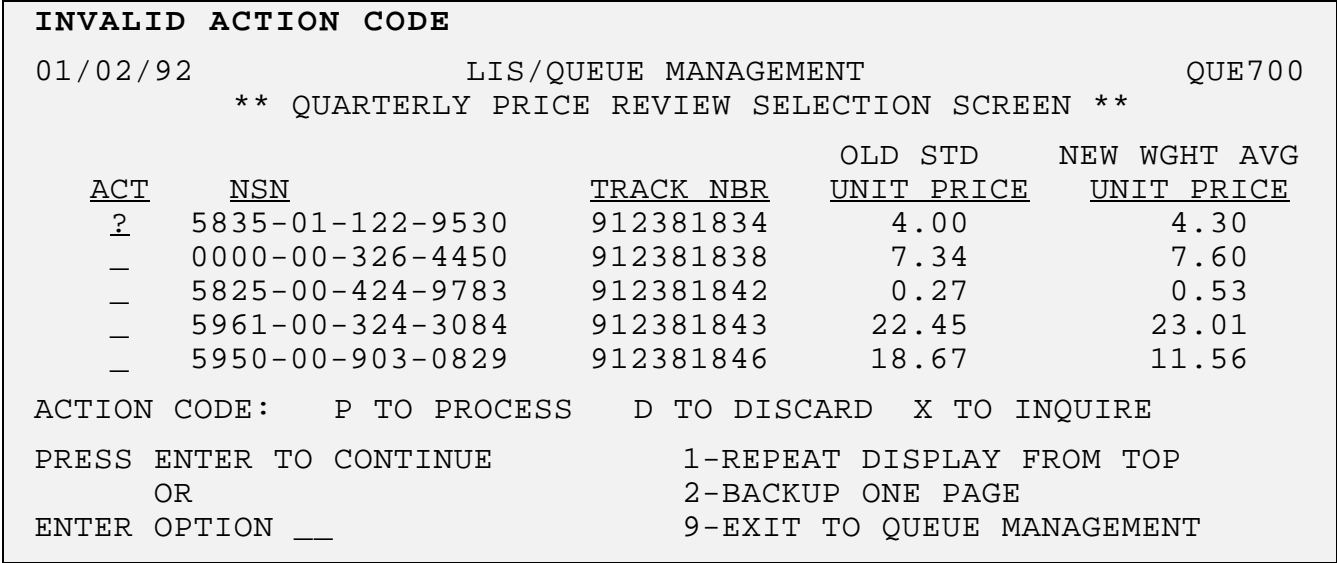 INVALID ACTION CODE
01/02/92 LIS/QUEUE MANAGEMENT QUE700
** QUARTERLY PRICE REVIEW SELECTION SCREEN **
OLD STD NEW WGHT AVG
ACT NSN TRACK NBR UNIT PRICE UNIT PRICE
? 5835-01-122-9530 912381834 4.00 4.30
_ 0000-00-326-4450 912381838 7.34 7.60
_ 5825-00-424-9783 912381842 0.27 0.53
_ 5961-00-324-3084 912381843 22.45 23.01
_ 5950-00-903-0829 912381846 18.67 11.56
ACTION CODE: P TO PROCESS D TO DISCARD X TO INQUIRE
PRESS ENTER TO CONTINUE 1-REPEAT DISPLAY FROM TOP
OR 2-BACKUP ONE PAGE
ENTER OPTION __ 9-EXIT TO QUEUE MANAGEMENT